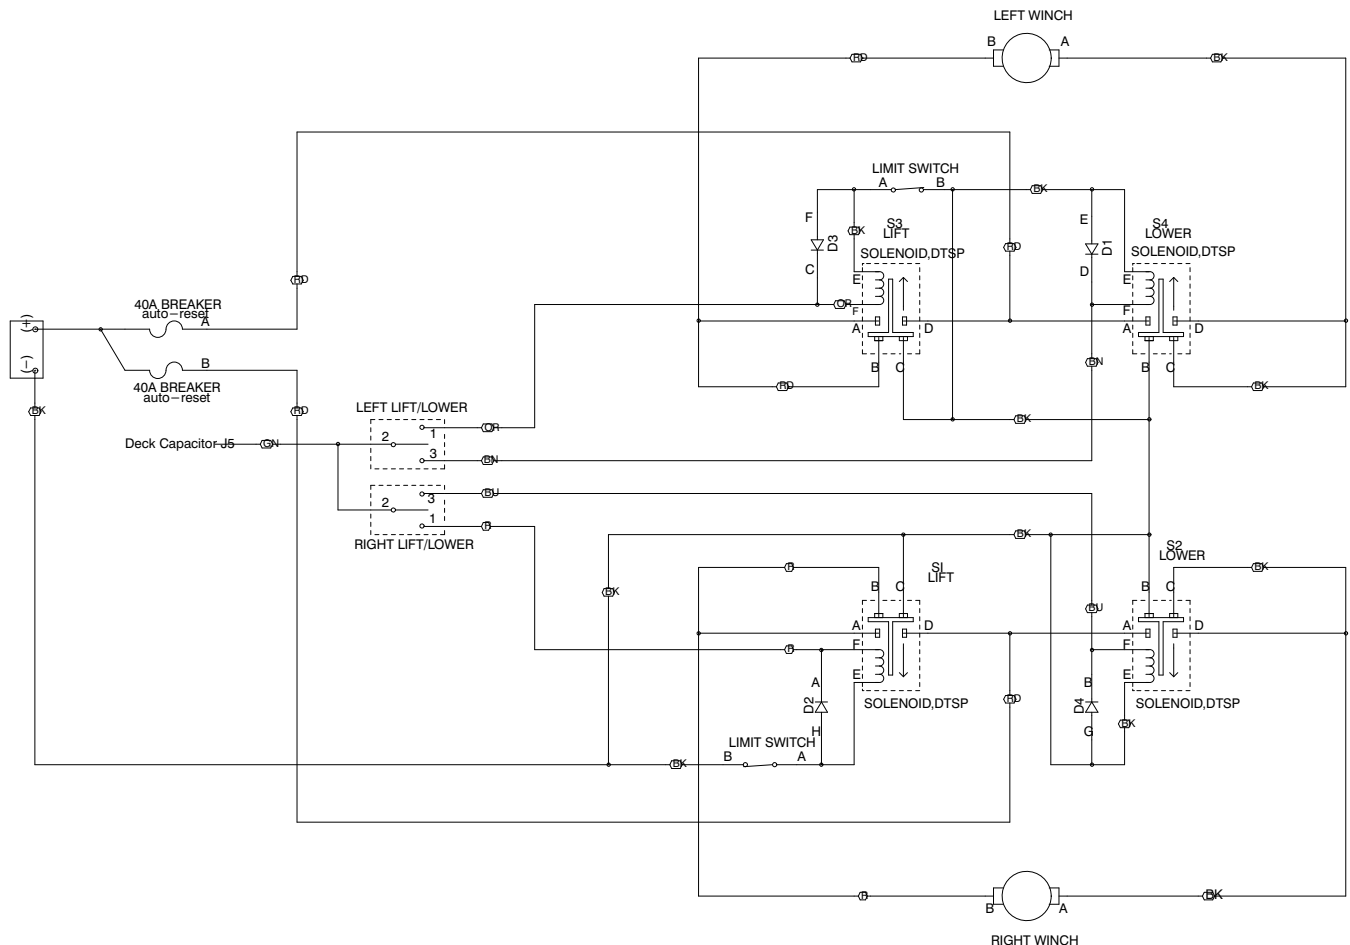 LEFT WINCH
B A
RD BK
LIMIT SWITCH
A B BK
F E
S3
LIFT
SOLENOID,DTSP
S4
LOWER
SOLENOID,DTSP
BK D3 RD D1
C D
RD
E E
40A BREAKER
auto-reset
A
OR
F F
A D A D
(+)
(-)
B
40A BREAKER
auto-reset
BN
B C B C
RD BK
BK RD
LEFT LIFT/LOWER
BK
OR
1
2
Deck Capacitor J5 GN
3 BN
BU
3
2
1
RIGHT LIFT/LOWER
BK
S1
LIFT
S2
LOWER
BK
B C B C
BK BU
A D A D
F F
E E
A B
D2 RD D4
SOLENOID,DTSP SOLENOID,DTSP
BK
H G
LIMIT SWITCH
BK B A
BK
B A
RIGHT WINCH